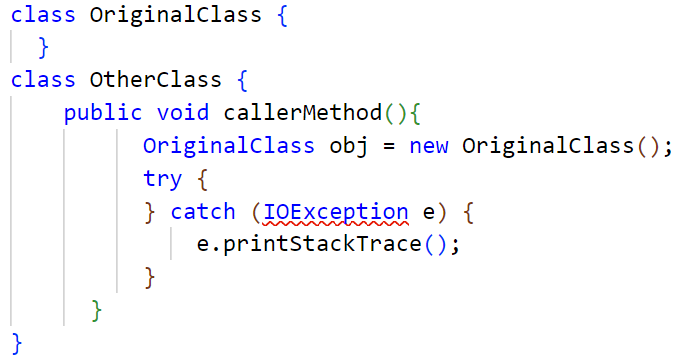 class OriginalClass {
  }
class OtherClass {
    public void callerMethod(){
          OriginalClass obj = new OriginalClass();
          try {
          } catch (IOException e) {
              e.printStackTrace();
          }
      }
}